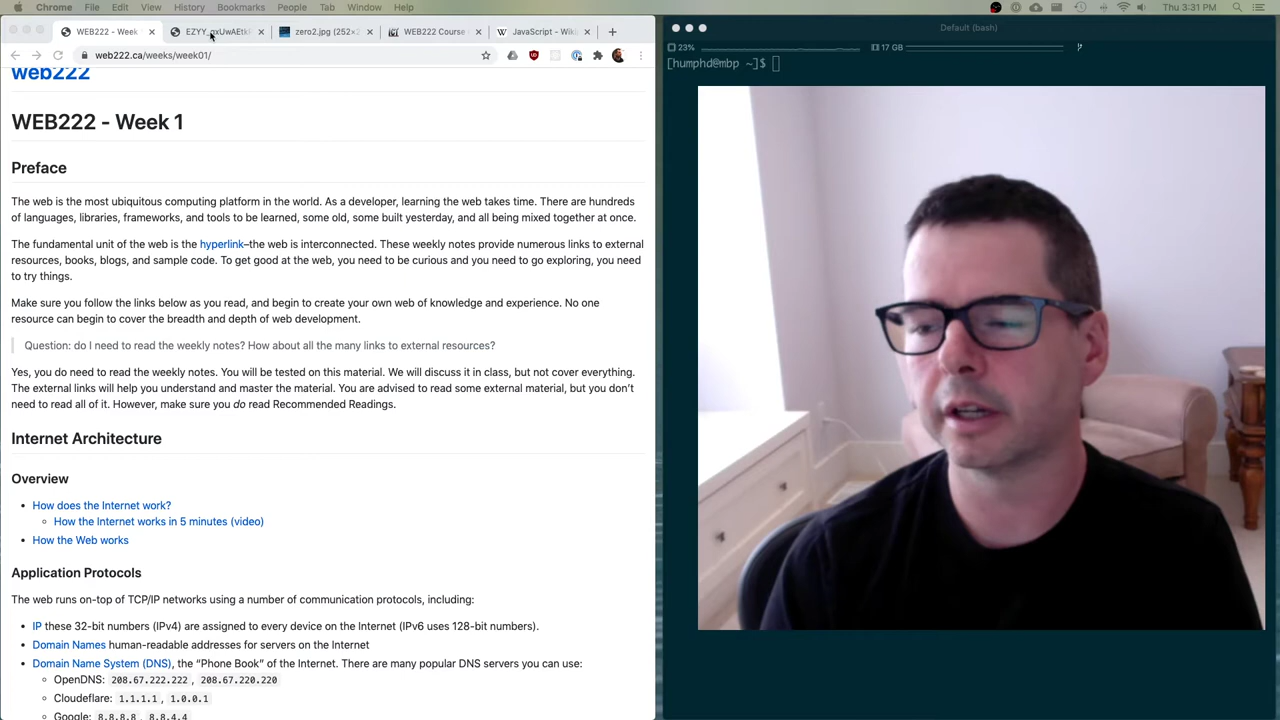 Chrome File Edit View History Bookmarks People Tab Window Help Thu 3:31 PM
WEB222 - Week
EZYY_gxUwAEtk
zero2.jpg (252×2
WEB222 Course
JavaScript - Wiki
Default (bash)
web222.ca/weeks/week01/
23% 17 GB
[humphd@mbp ~]$
web222
WEB222 - Week 1
Preface
The web is the most ubiquitous computing platform in the world. As a developer, learning the web takes time. There are hundreds
of languages, libraries, frameworks, and tools to be learned, some old, some built yesterday, and all being mixed together at once.
The fundamental unit of the web is the hyperlink–the web is interconnected. These weekly notes provide numerous links to external
resources, books, blogs, and sample code. To get good at the web, you need to be curious and you need to go exploring, you need
to try things.
Make sure you follow the links below as you read, and begin to create your own web of knowledge and experience. No one
resource can begin to cover the breadth and depth of web development.
Question: do I need to read the weekly notes? How about all the many links to external resources?
Yes, you do need to read the weekly notes. You will be tested on this material. We will discuss it in class, but not cover everything.
The external links will help you understand and master the material. You are advised to read some external material, but you don't
need to read all of it. However, make sure you do read Recommended Readings.
Internet Architecture
Overview
How does the Internet work?
How the Internet works in 5 minutes (video)
How the Web works
Application Protocols
The web runs on-top of TCP/IP networks using a number of communication protocols, including:
IP these 32-bit numbers (IPv4) are assigned to every device on the Internet (IPv6 uses 128-bit numbers).
Domain Names human-readable addresses for servers on the Internet
Domain Name System (DNS), the “Phone Book” of the Internet. There are many popular DNS servers you can use:
OpenDNS: 208.67.222.222 , 208.67.220.220
Cloudeflare: 1.1.1.1 , 1.0.0.1
Google: 8.8.8.8 , 8.8.4.4